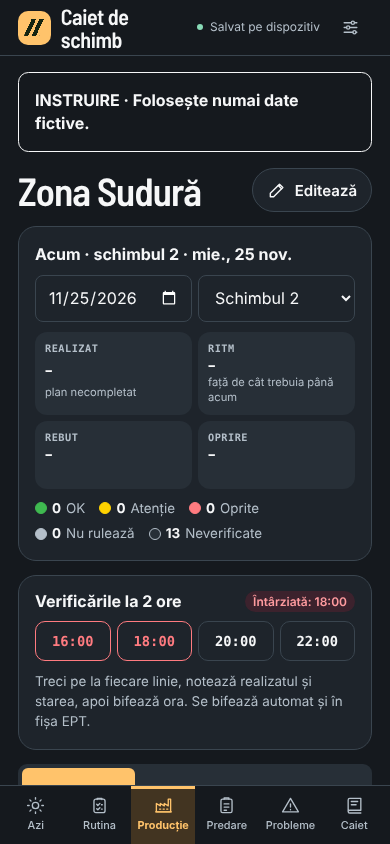 Caiet de
schimb
Salvat pe dispozitiv
INSTRUIRE · Folosește numai date
fictive.
Zona Sudură
Editează
Acum · schimbul 2 · mie., 25 nov.
11/25/2026
Schimbul 2
REALIZAT
–
plan necompletat
RITM
–
față de cât trebuia până
acum
REBUT
–
OPRIRE
–
0 OK
0 Atenție
0 Oprite
0 Nu rulează
13 Neverificate
Verificările la 2 ore
Întârziată: 18:00
16:00
18:00
20:00
22:00
Treci pe la fiecare linie, notează realizatul și
starea, apoi bifează ora. Se bifează automat și în
fișa EPT.
Azi
Rutina
Producție
Predare
Probleme
Caiet